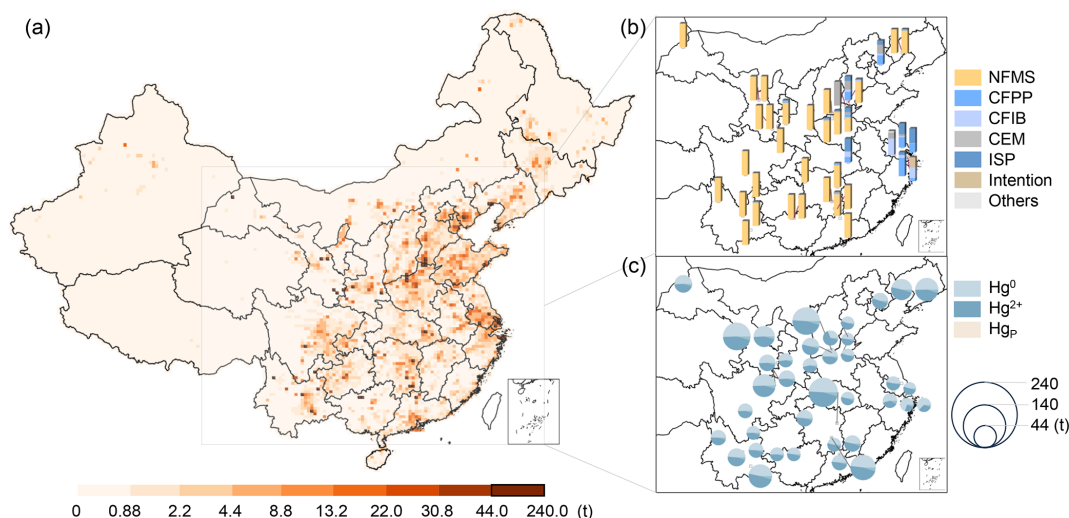 (a)
(b)
NFMS
CFPP
CFIB
CEM
ISP
Intention
Others
(c)
Hg⁰
Hg²⁺
Hgₚ
240
140
44 (t)
0 0.88 2.2 4.4 8.8 13.2 22.0 30.8 44.0 240.0 (t)